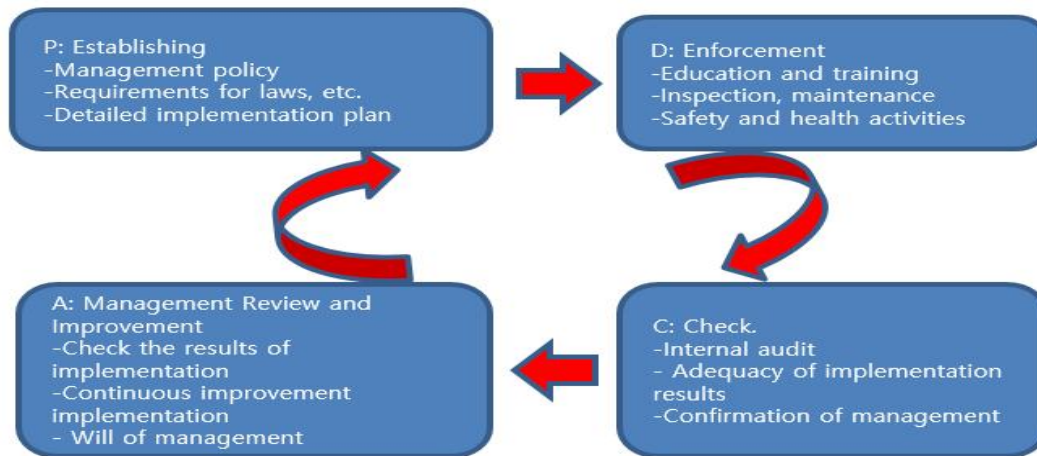 P: Establishing
-Management policy
-Requirements for laws, etc.
-Detailed implementation plan
D: Enforcement
-Education and training
-Inspection, maintenance
-Safety and health activities
A: Management Review and
Improvement
-Check the results of
implementation
-Continuous improvement
implementation
- Will of management
C: Check.
-Internal audit
- Adequacy of implementation
results
-Confirmation of management